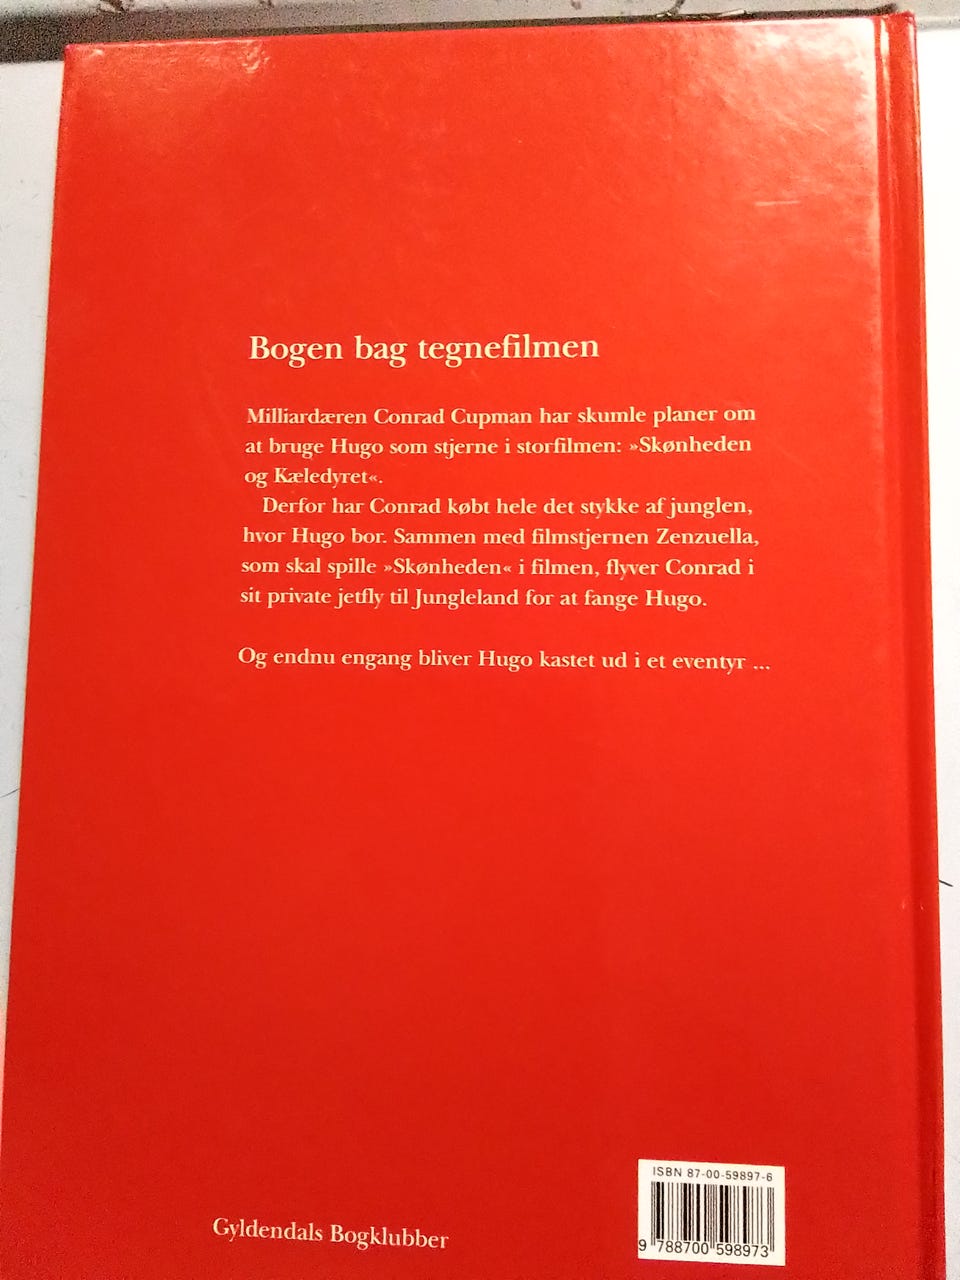 Bogen bag tegnefilmen
Milliardæren Conrad Cupman har skumle planer om
at bruge Hugo som stjerne i storfilmen: »Skønheden
og Kæledyret«.
Derfor har Conrad købt hele det stykke af junglen,
hvor Hugo bor. Sammen med filmstjernen Zenzuella,
som skal spille »Skønheden« i filmen, flyver Conrad i
sit private jetfly til Jungleland for at fange Hugo.
Og endnu engang bliver Hugo kastet ud i et eventyr ...
ISBN 87-00-59897-6
9 788700 598973
Gyldendals Bogklubber